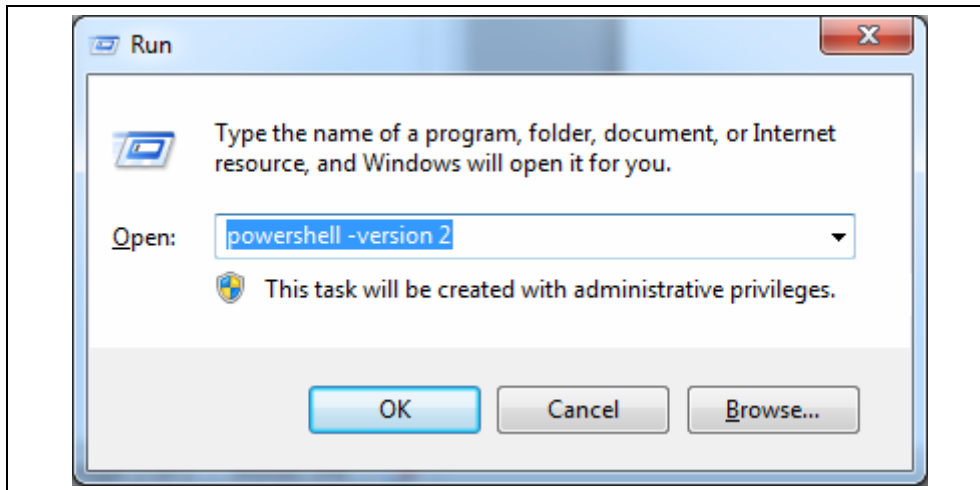 Run
Type the name of a program, folder, document, or Internet
resource, and Windows will open it for you.
Open: powershell -version 2
This task will be created with administrative privileges.
OK Cancel Browse...